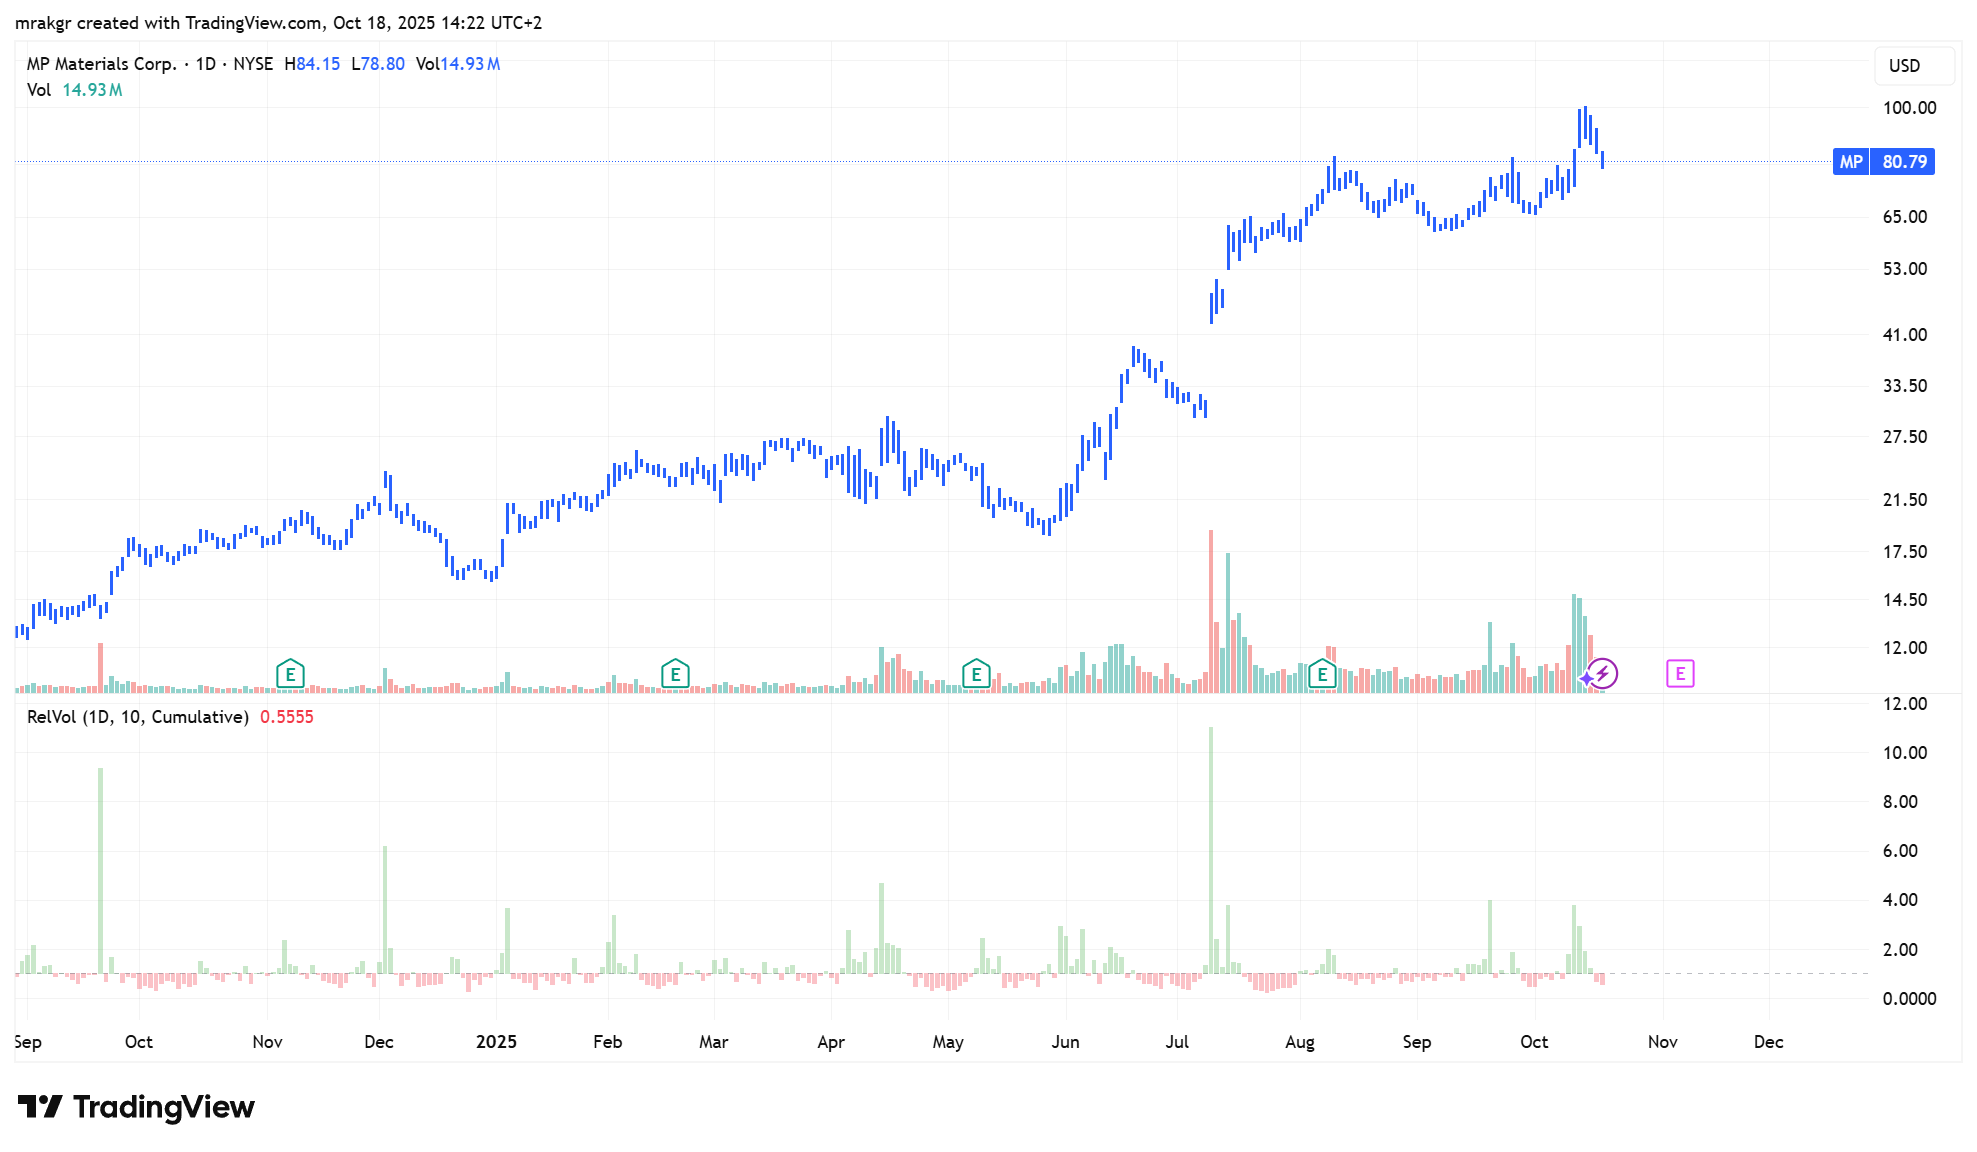 mrakgr created with TradingView.com, Oct 18, 2025 14:22 UTC+2
MP Materials Corp. · 1D · NYSE H84.15 L78.80 Vol14.93 M
Vol 14.93 M
USD
100.00
MP 80.79
65.00
53.00
41.00
33.50
27.50
21.50
17.50
14.50
12.00
E E E E E
12.00
RelVol (1D, 10, Cumulative) 0.5555
10.00
8.00
6.00
4.00
2.00
0.0000
Sep Oct Nov Dec 2025 Feb Mar Apr May Jun Jul Aug Sep Oct Nov Dec
TradingView